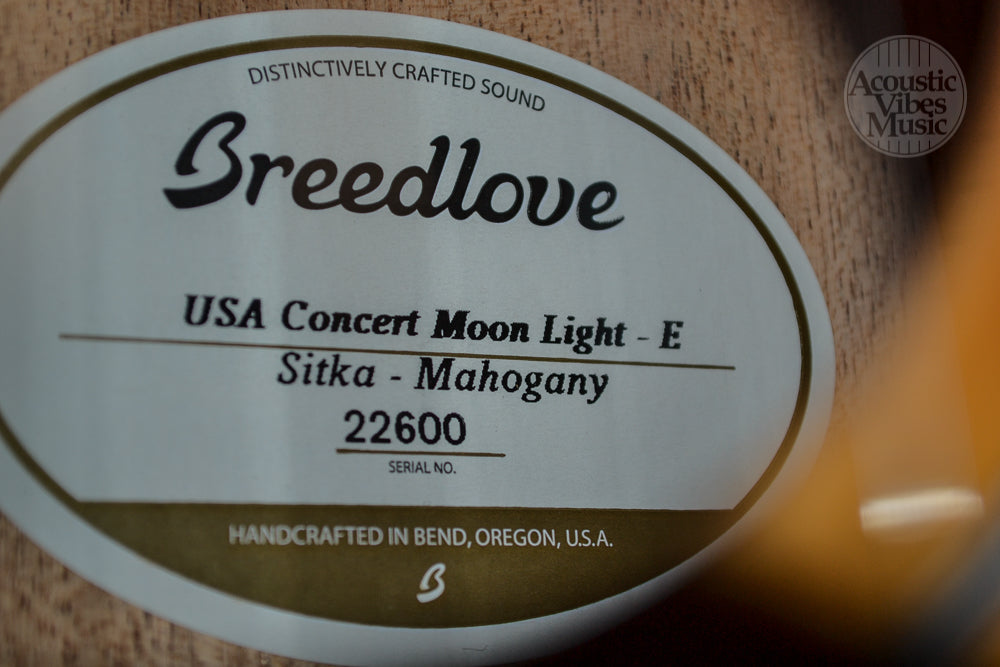 DISTINCTIVELY CRAFTED SOUND
Breedlove
USA Concert Moon Light - E
Sitka - Mahogany
22600
SERIAL NO.
HANDCRAFTED IN BEND, OREGON, U.S.A.
B
Acoustic
Vibes
Music